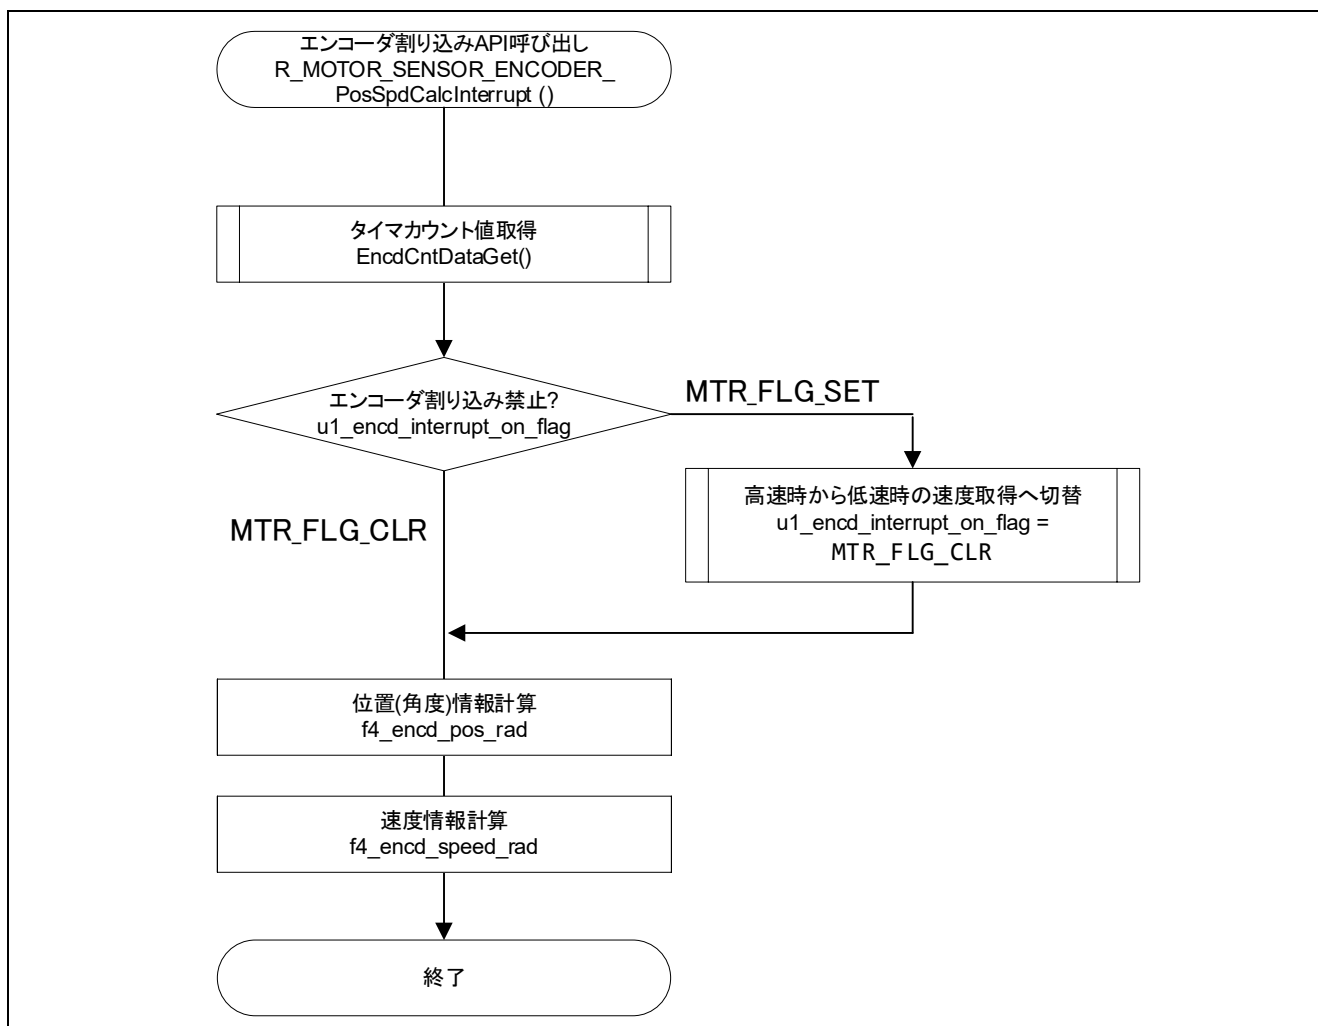 エンコーダ割り込みAPI呼び出し
R_MOTOR_SENSOR_ENCODER_
PosSpdCalcInterrupt ()
タイマカウント値取得
EncdCntDataGet()
エンコーダ割り込み禁止?
u1_encd_interrupt_on_flag
MTR_FLG_SET
高速時から低速時の速度取得へ切替
u1_encd_interrupt_on_flag =
MTR_FLG_CLR
MTR_FLG_CLR
位置(角度)情報計算
f4_encd_pos_rad
速度情報計算
f4_encd_speed_rad
終了